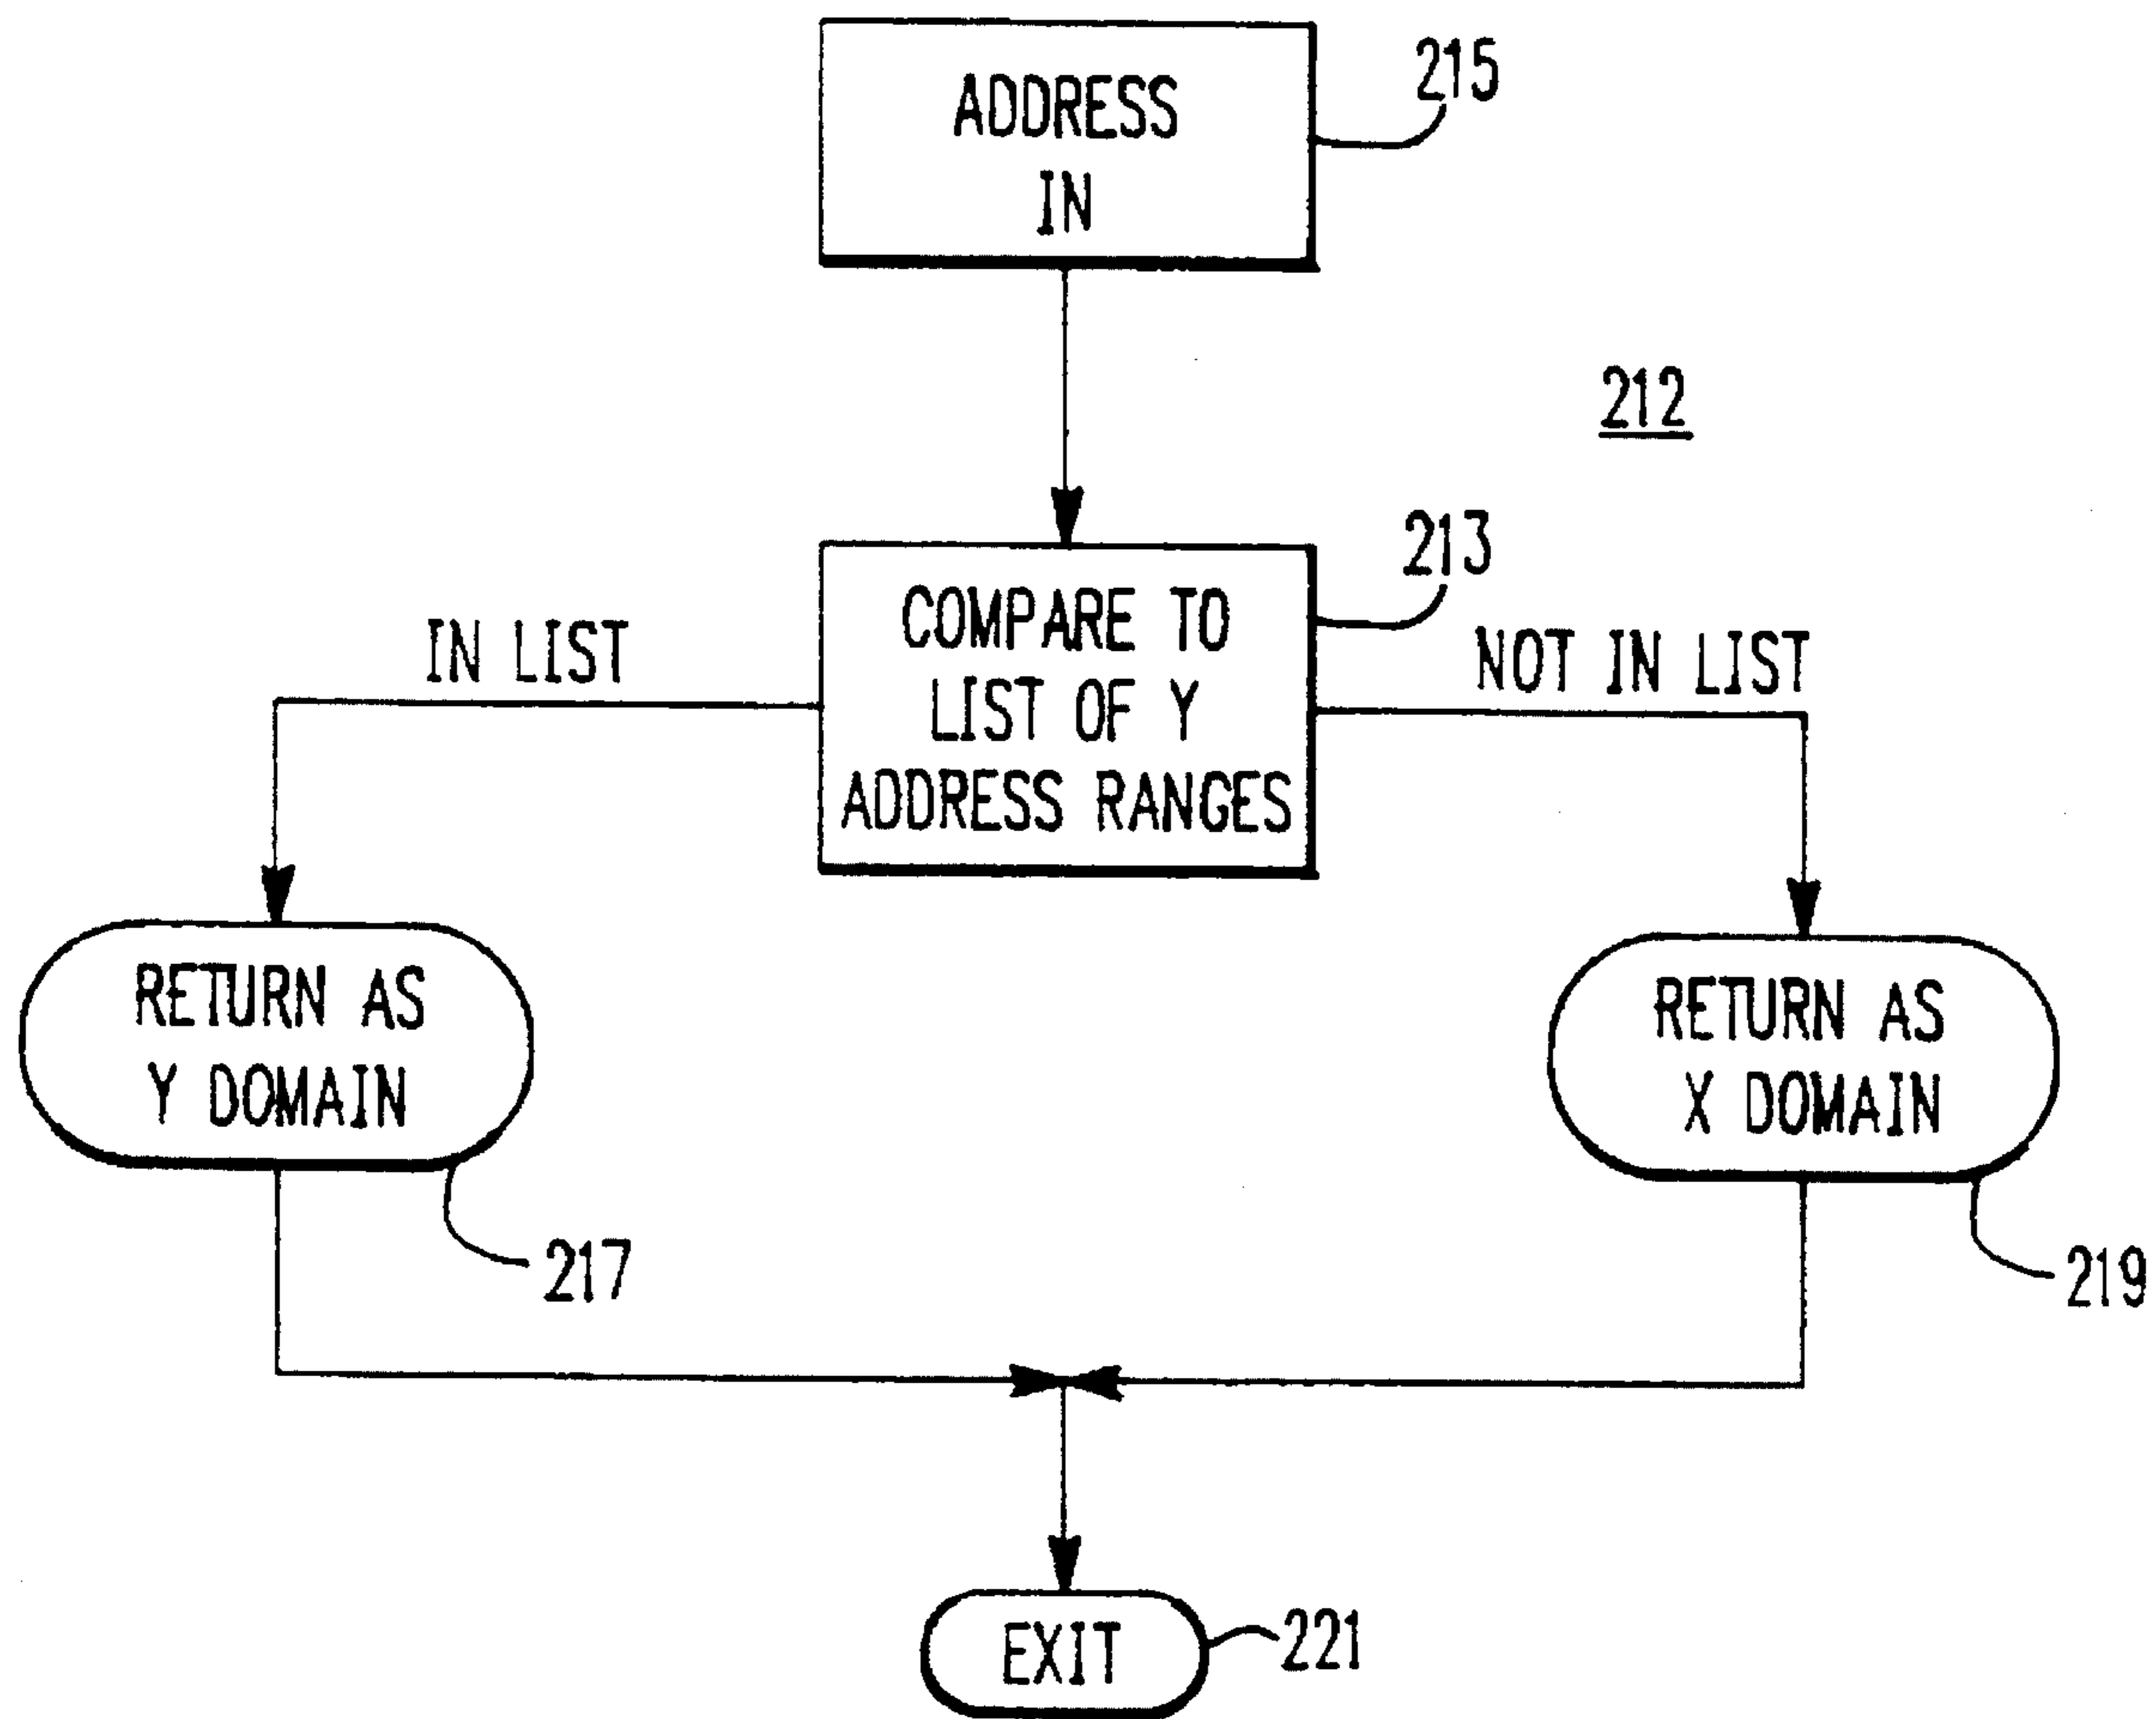 ADDRESS
IN
215
212
COMPARE TO
LIST OF Y
ADDRESS RANGES
213
IN LIST
NOT IN LIST
RETURN AS
Y DOMAIN
217
RETURN AS
X DOMAIN
219
EXIT
221